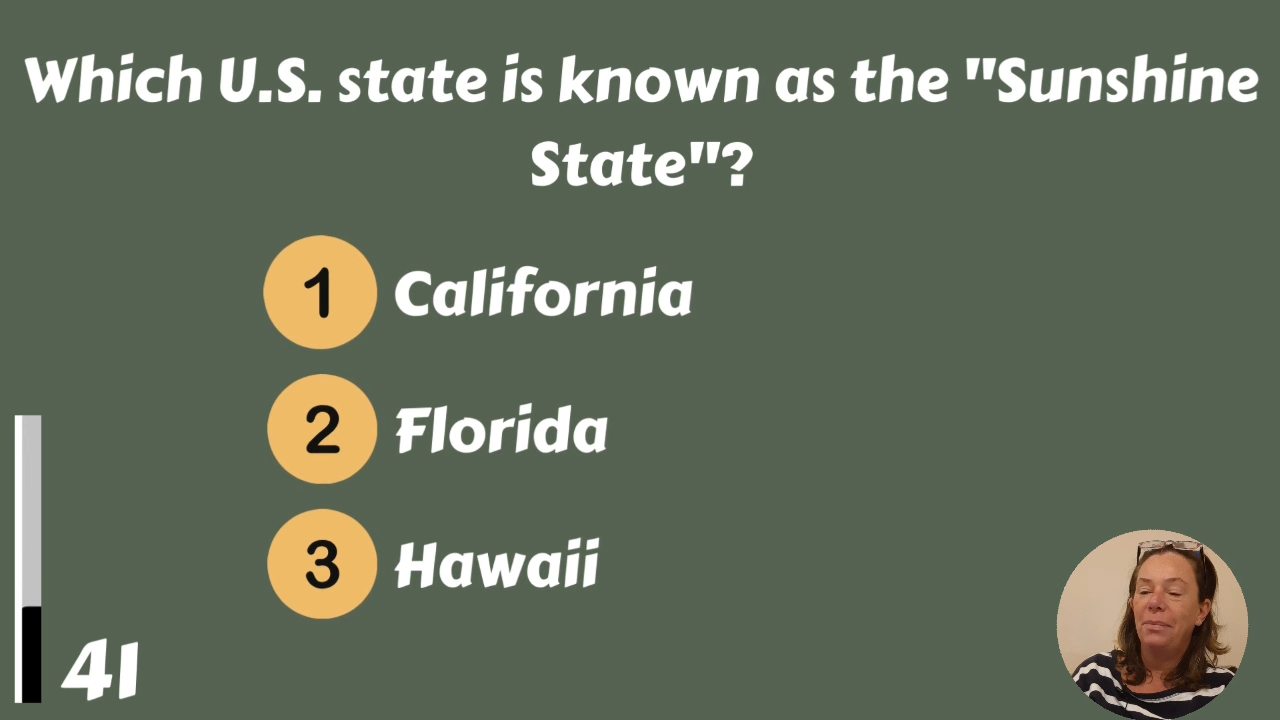 Which U.S. state is known as the "Sunshine
State"?
1 California
2 Florida
3 Hawaii
41